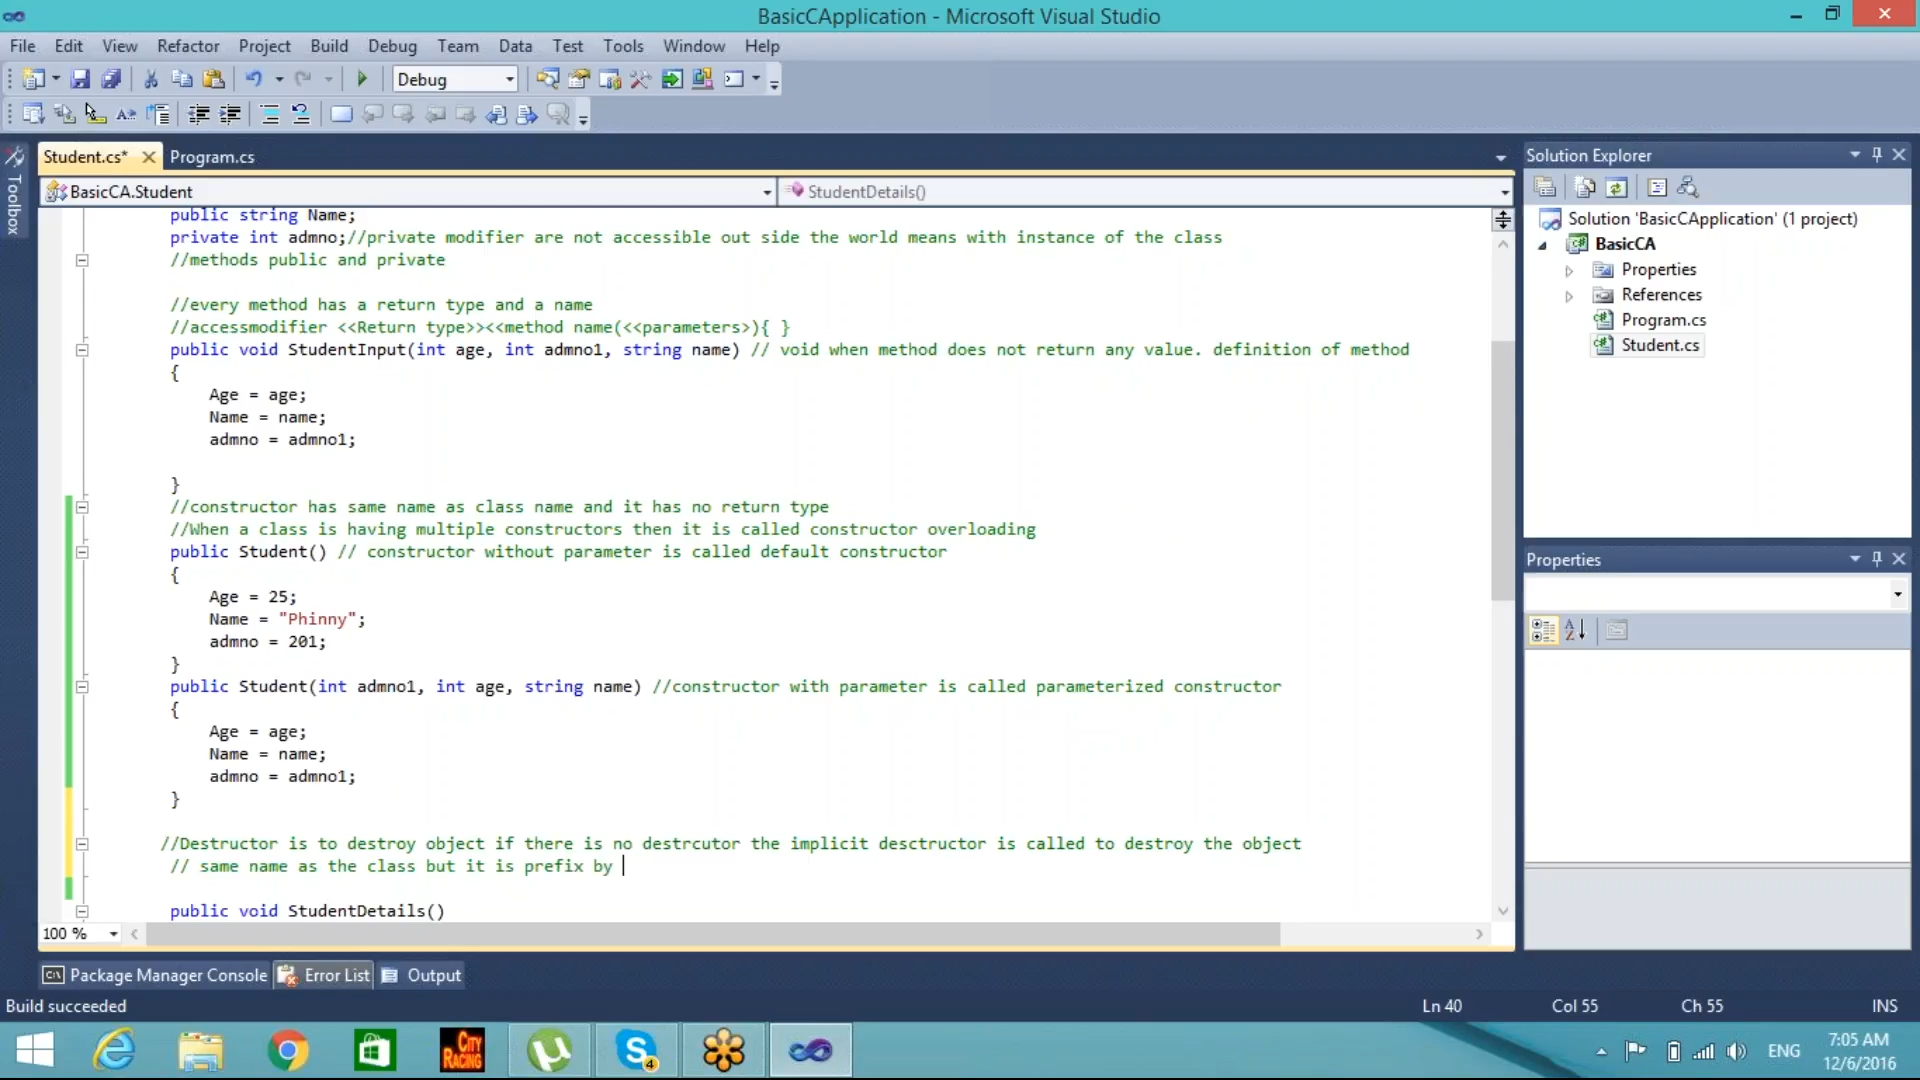 BasicCApplication - Microsoft Visual Studio
File Edit View Refactor Project Build Debug Team Data Test Tools Window Help
Debug
Student.cs* Program.cs
Toolbox
BasicCA.Student StudentDetails()
public string Name;
private int admno;//private modifier are not accessible out side the world means with instance of the class
//methods public and private
//every method has a return type and a name
//accessmodifier <<Return type>><<method name(<<parameters>){ }
public void StudentInput(int age, int admno1, string name) // void when method does not return any value. definition of method
{
Age = age;
Name = name;
admno = admno1;
}
//constructor has same name as class name and it has no return type
//When a class is having multiple constructors then it is called constructor overloading
public Student() // constructor without parameter is called default constructor
{
Age = 25;
Name = "Phinny";
admno = 201;
}
public Student(int admno1, int age, string name) //constructor with parameter is called parameterized constructor
{
Age = age;
Name = name;
admno = admno1;
}
//Destructor is to destroy object if there is no destrcutor the implicit desctructor is called to destroy the object
// same name as the class but it is prefix by
public void StudentDetails()
100 %
Solution Explorer
Solution 'BasicCApplication' (1 project)
BasicCA
Properties
References
Program.cs
Student.cs
Properties
Package Manager Console Error List Output
Build succeeded Ln 40 Col 55 Ch 55 INS
CITY RACING
S 4
ENG
7:05 AM
12/6/2016